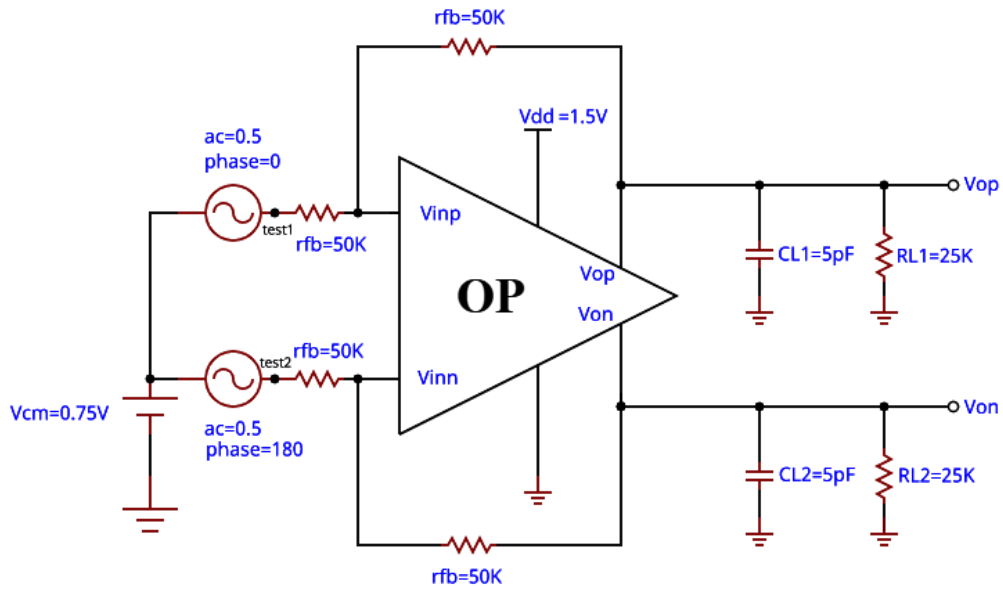 rfb=50K
Vdd =1.5V
ac=0.5
phase=0
test1
rfb=50K
Vinp
Vop
CL1=5pF
RL1=25K
Vop
OP
Von
test2
rfb=50K
Vinn
Vcm=0.75V
ac=0.5
phase=180
Von
CL2=5pF
RL2=25K
rfb=50K